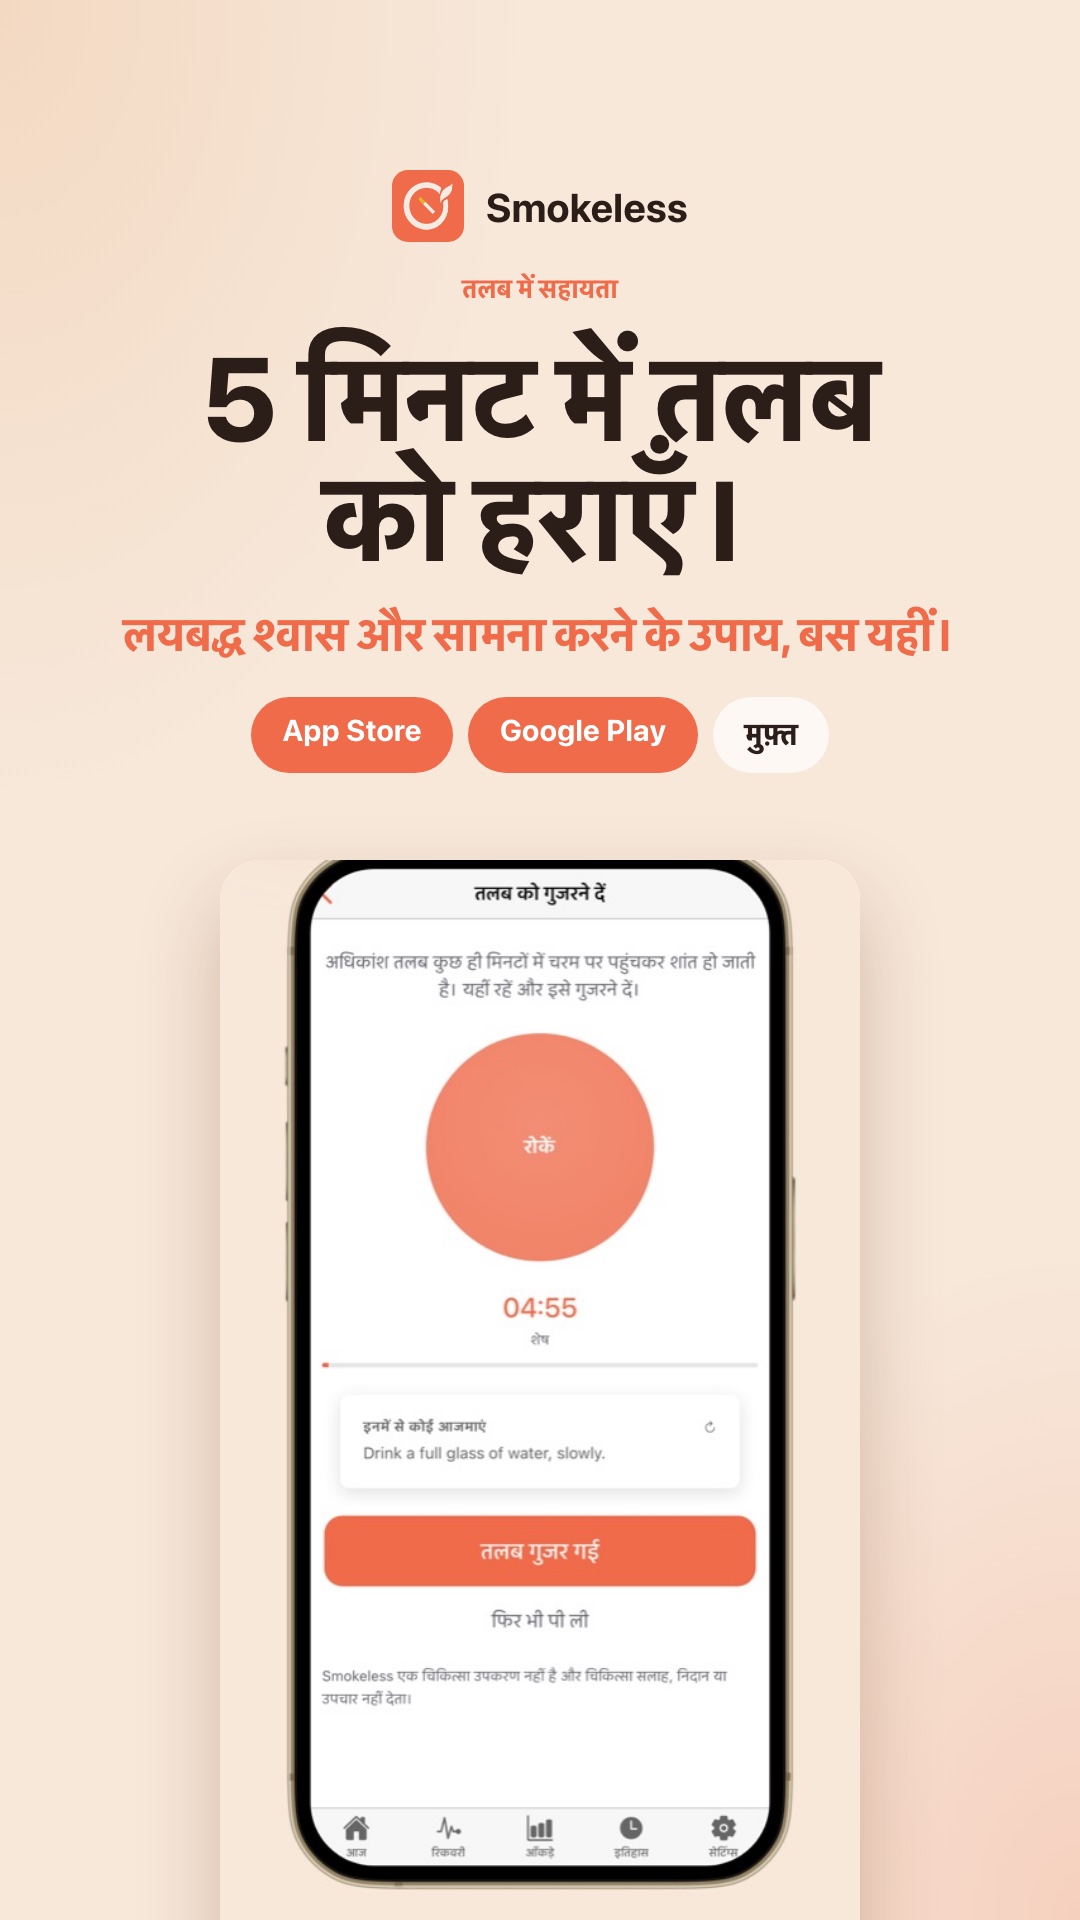 Smokeless
तलब में सहायता
5 मिनट में तलब
को हराएँ।
लयबद्ध श्वास और सामना करने के उपाय, बस यहीं।
App Store
Google Play
मुफ़्त
तलब को गुजरने दें
अधिकांश तलब कुछ ही मिनटों में चरम पर पहुंचकर शांत हो जाती
है। यहीं रहें और इसे गुजरने दें।
रोकें
04:55
शेष
इनमें से कोई आजमाएं
Drink a full glass of water, slowly.
तलब गुजर गई
फिर भी पी ली
Smokeless एक चिकित्सा उपकरण नहीं है और चिकित्सा सलाह, निदान या
उपचार नहीं देता।
आज
रिकवरी
आँकड़े
इतिहास
सेटिंग्स